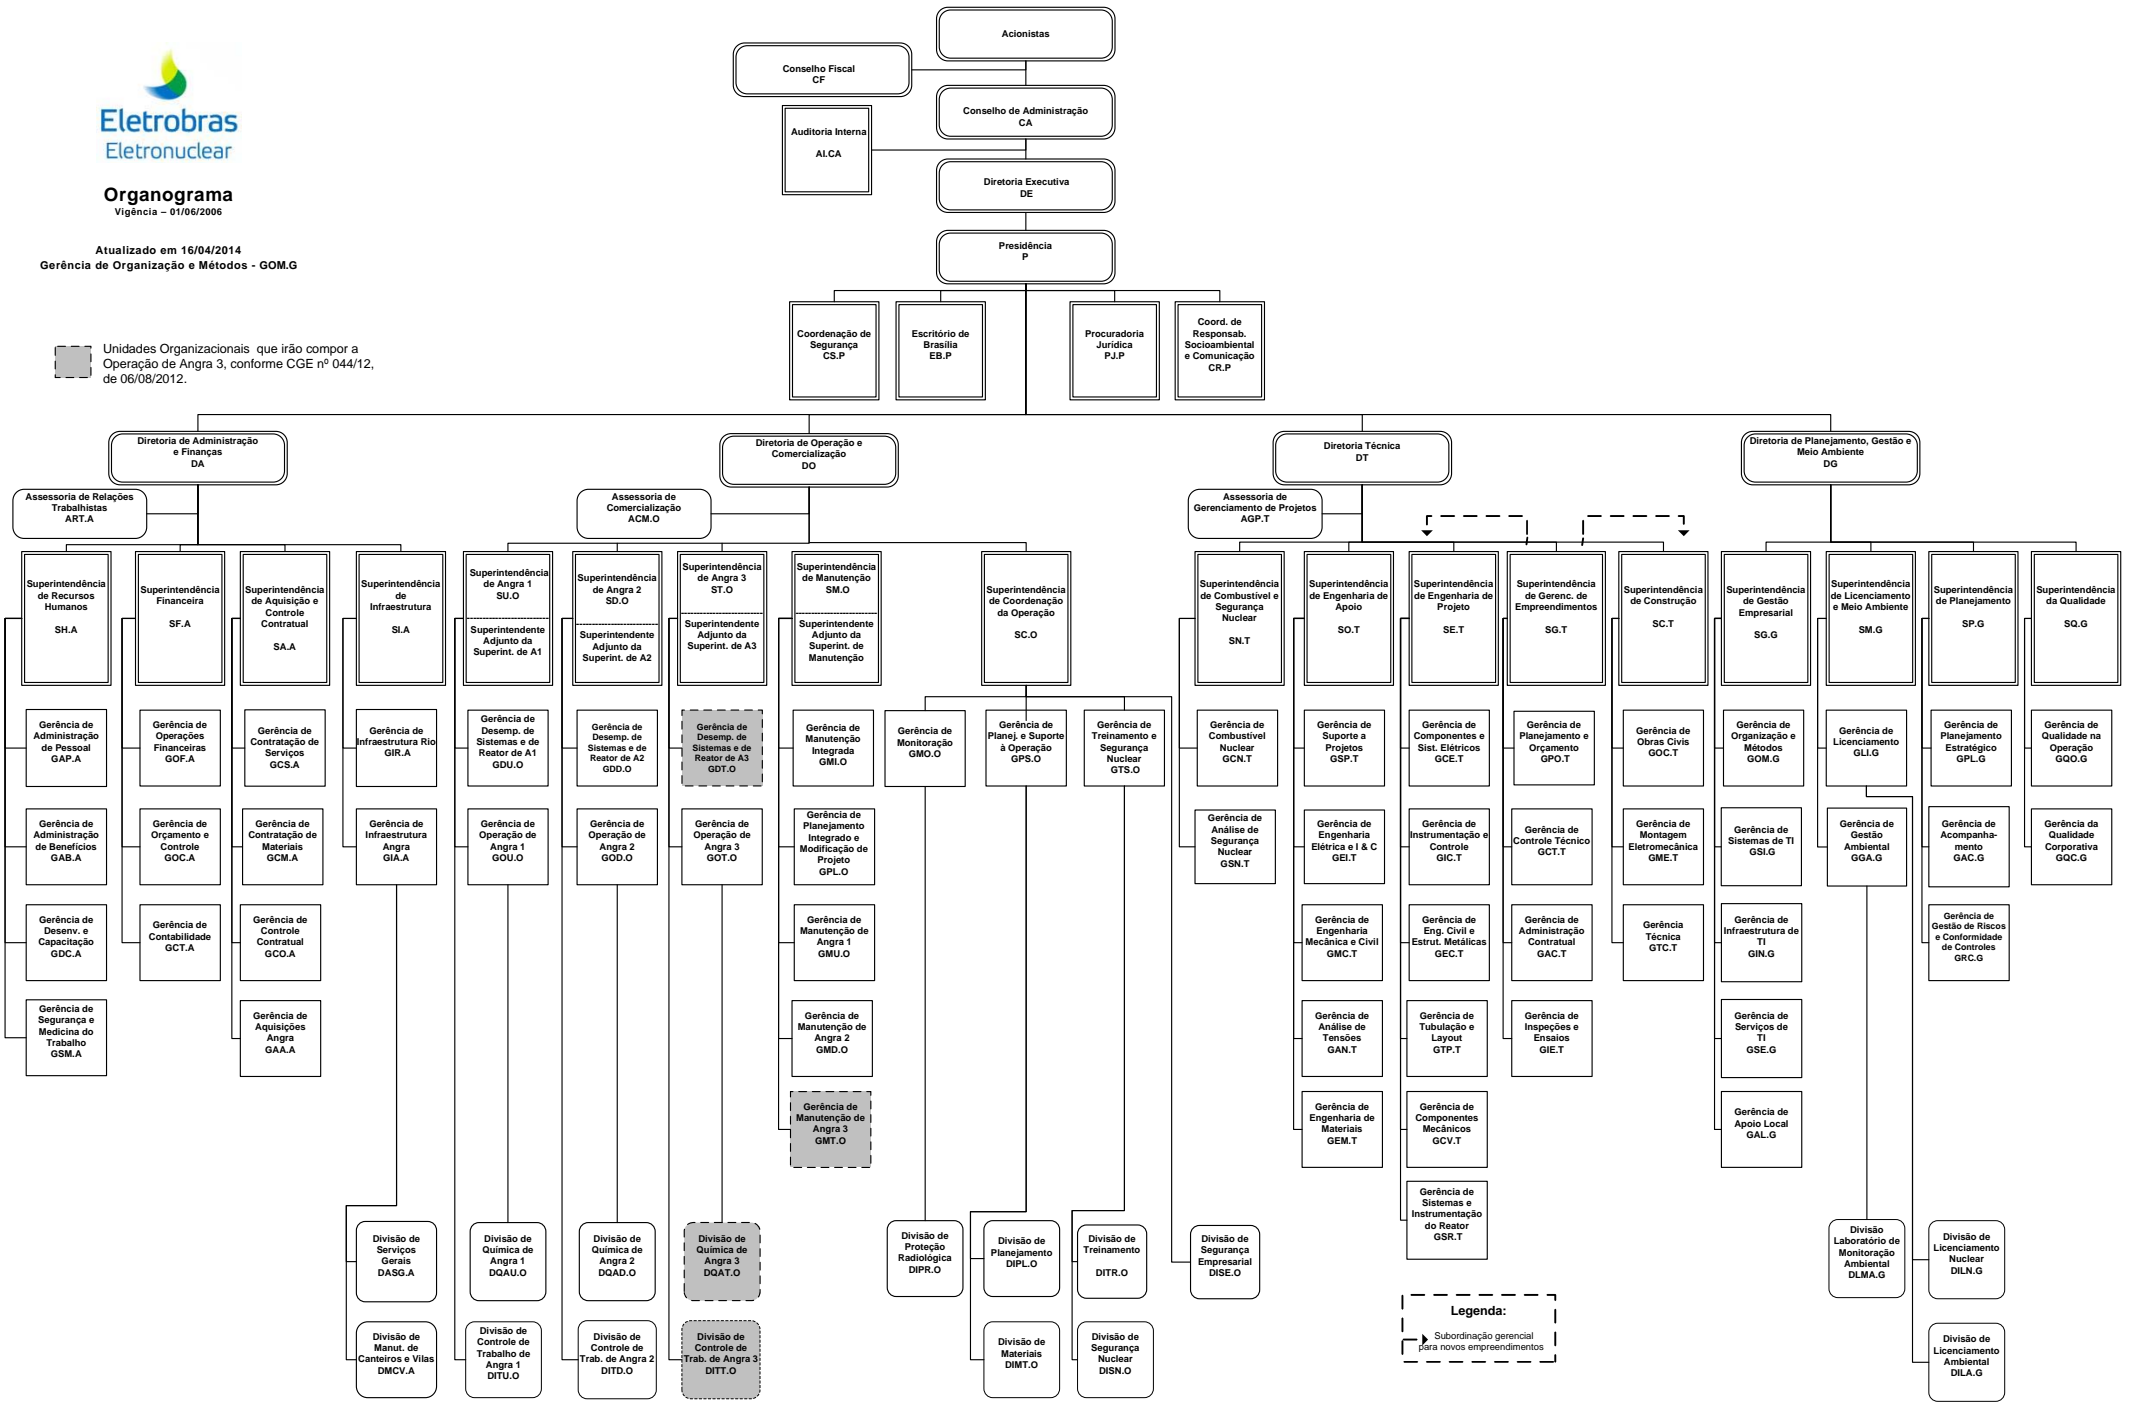 Eletrobras
Eletronuclear
Organograma
Vigência – 01/06/2006
Atualizado em 16/04/2014
Gerência de Organização e Métodos - GOM.G
Unidades Organizacionais que irão compor a
Operação de Angra 3, conforme CGE nº 044/12,
de 06/08/2012.
Acionistas
Conselho Fiscal
CF
Conselho de Administração
CA
Auditoria Interna
AI.CA
Diretoria Executiva
DE
Presidência
P
Coordenação de
Segurança
CS.P
Escritório de
Brasília
EB.P
Procuradoria
Jurídica
PJ.P
Coord. de
Responsab.
Socioambiental
e Comunicação
CR.P
Diretoria de Administração
e Finanças
DA
Diretoria de Operação e
Comercialização
DO
Diretoria Técnica
DT
Diretoria de Planejamento, Gestão e
Meio Ambiente
DG
Assessoria de Relações
Trabalhistas
ART.A
Assessoria de
Comercialização
ACM.O
Assessoria de
Gerenciamento de Projetos
AGP.T
Superintendência
de Recursos
Humanos
SH.A
Superintendência
Financeira
SF.A
Superintendência
de Aquisição e
Controle
Contratual
SA.A
Superintendência
de
Infraestrutura
SI.A
Superintendência
de Angra 1
SU.O
Superintendente
Adjunto da
Superint. de A1
Superintendência
de Angra 2
SD.O
Superintendente
Adjunto da
Superint. de A2
Superintendência
de Angra 3
ST.O
Superintendente
Adjunto da
Superint. de A3
Superintendência
de Manutenção
SM.O
Superintendente
Adjunto da
Superint. de
Manutenção
Superintendência
de Coordenação
da Operação
SC.O
Superintendência
de Combustível e
Segurança
Nuclear
SN.T
Superintendência
de Engenharia de
Apoio
SO.T
Superintendência
de Engenharia de
Projeto
SE.T
Superintendência
de Gerenc. de
Empreendimentos
SG.T
Superintendência
de Construção
SC.T
Superintendência
de Gestão
Empresarial
SG.G
Superintendência
de Licenciamento
e Meio Ambiente
SM.G
Superintendência
de Planejamento
SP.G
Superintendência
da Qualidade
SQ.G
Gerência de
Administração
de Pessoal
GAP.A
Gerência de
Operações
Financeiras
GOF.A
Gerência de
Contratação de
Serviços
GCS.A
Gerência de
Infraestrutura Rio
GIR.A
Gerência de
Desemp. de
Sistemas e de
Reator de A1
GDU.O
Gerência de
Desemp. de
Sistemas e de
Reator de A2
GDD.O
Gerência de
Desemp. de
Sistemas e de
Reator de A3
GDT.O
Gerência de
Manutenção
Integrada
GMI.O
Gerência de
Monitoração
GMO.O
Gerência de
Planej. e Suporte
à Operação
GPS.O
Gerência de
Treinamento e
Segurança
Nuclear
GTS.O
Gerência de
Combustível
Nuclear
GCN.T
Gerência de
Suporte a
Projetos
GSP.T
Gerência de
Componentes e
Sist. Elétricos
GCE.T
Gerência de
Planejamento e
Orçamento
GPO.T
Gerência de
Obras Civis
GOC.T
Gerência de
Organização e
Métodos
GOM.G
Gerência de
Licenciamento
GLI.G
Gerência de
Planejamento
Estratégico
GPL.G
Gerência de
Qualidade na
Operação
GQO.G
Gerência de
Administração
de Benefícios
GAB.A
Gerência de
Orçamento e
Controle
GOC.A
Gerência de
Contratação de
Materiais
GCM.A
Gerência de
Infraestrutura
Angra
GIA.A
Gerência de
Operação de
Angra 1
GOU.O
Gerência de
Operação de
Angra 2
GOD.O
Gerência de
Operação de
Angra 3
GOT.O
Gerência de
Planejamento
Integrado e
Modificação de
Projeto
GPL.O
Gerência de
Análise de
Segurança
Nuclear
GSN.T
Gerência de
Engenharia
Elétrica e I & C
GEI.T
Gerência de
Instrumentação e
Controle
GIC.T
Gerência de
Controle Técnico
GCT.T
Gerência de
Montagem
Eletromecânica
GME.T
Gerência de
Sistemas de TI
GSI.G
Gerência de
Gestão
Ambiental
GGA.G
Gerência de
Acompanha-
mento
GAC.G
Gerência da
Qualidade
Corporativa
GQC.G
Gerência de
Desenv. e
Capacitação
GDC.A
Gerência de
Contabilidade
GCT.A
Gerência de
Controle
Contratual
GCO.A
Gerência de
Manutenção de
Angra 1
GMU.O
Gerência de
Engenharia
Mecânica e Civil
GMC.T
Gerência de
Eng. Civil e
Estrut. Metálicas
GEC.T
Gerência de
Administração
Contratual
GAC.T
Gerência
Técnica
GTC.T
Gerência de
Infraestrutura de
TI
GIN.G
Gerência de
Gestão de Riscos
e Conformidade
de Controles
GRC.G
Gerência de
Segurança e
Medicina do
Trabalho
GSM.A
Gerência de
Aquisições
Angra
GAA.A
Gerência de
Manutenção de
Angra 2
GMD.O
Gerência de
Análise de
Tensões
GAN.T
Gerência de
Tubulação e
Layout
GTP.T
Gerência de
Inspeções e
Ensaios
GIE.T
Gerência de
Serviços de
TI
GSE.G
Gerência de
Manutenção de
Angra 3
GMT.O
Gerência de
Engenharia de
Materiais
GEM.T
Gerência de
Componentes
Mecânicos
GCV.T
Gerência de
Apoio Local
GAL.G
Gerência de
Sistemas e
Instrumentação
do Reator
GSR.T
Divisão de
Serviços
Gerais
DASG.A
Divisão de
Química de
Angra 1
DQAU.O
Divisão de
Química de
Angra 2
DQAD.O
Divisão de
Química de
Angra 3
DQAT.O
Divisão de
Proteção
Radiológica
DIPR.O
Divisão de
Planejamento
DIPL.O
Divisão de
Treinamento
DITR.O
Divisão de
Segurança
Empresarial
DISE.O
Divisão
Laboratório de
Monitoração
Ambiental
DLMA.G
Divisão de
Licenciamento
Nuclear
DILN.G
Divisão de
Manut. de
Canteiros e Vilas
DMCV.A
Divisão de
Controle de
Trabalho de
Angra 1
DITU.O
Divisão de
Controle de
Trab. de Angra 2
DITD.O
Divisão de
Controle de
Trab. de Angra 3
DITT.O
Divisão de
Materiais
DIMT.O
Divisão de
Segurança
Nuclear
DISN.O
Legenda:
Subordinação gerencial
para novos empreendimentos
Divisão de
Licenciamento
Ambiental
DILA.G